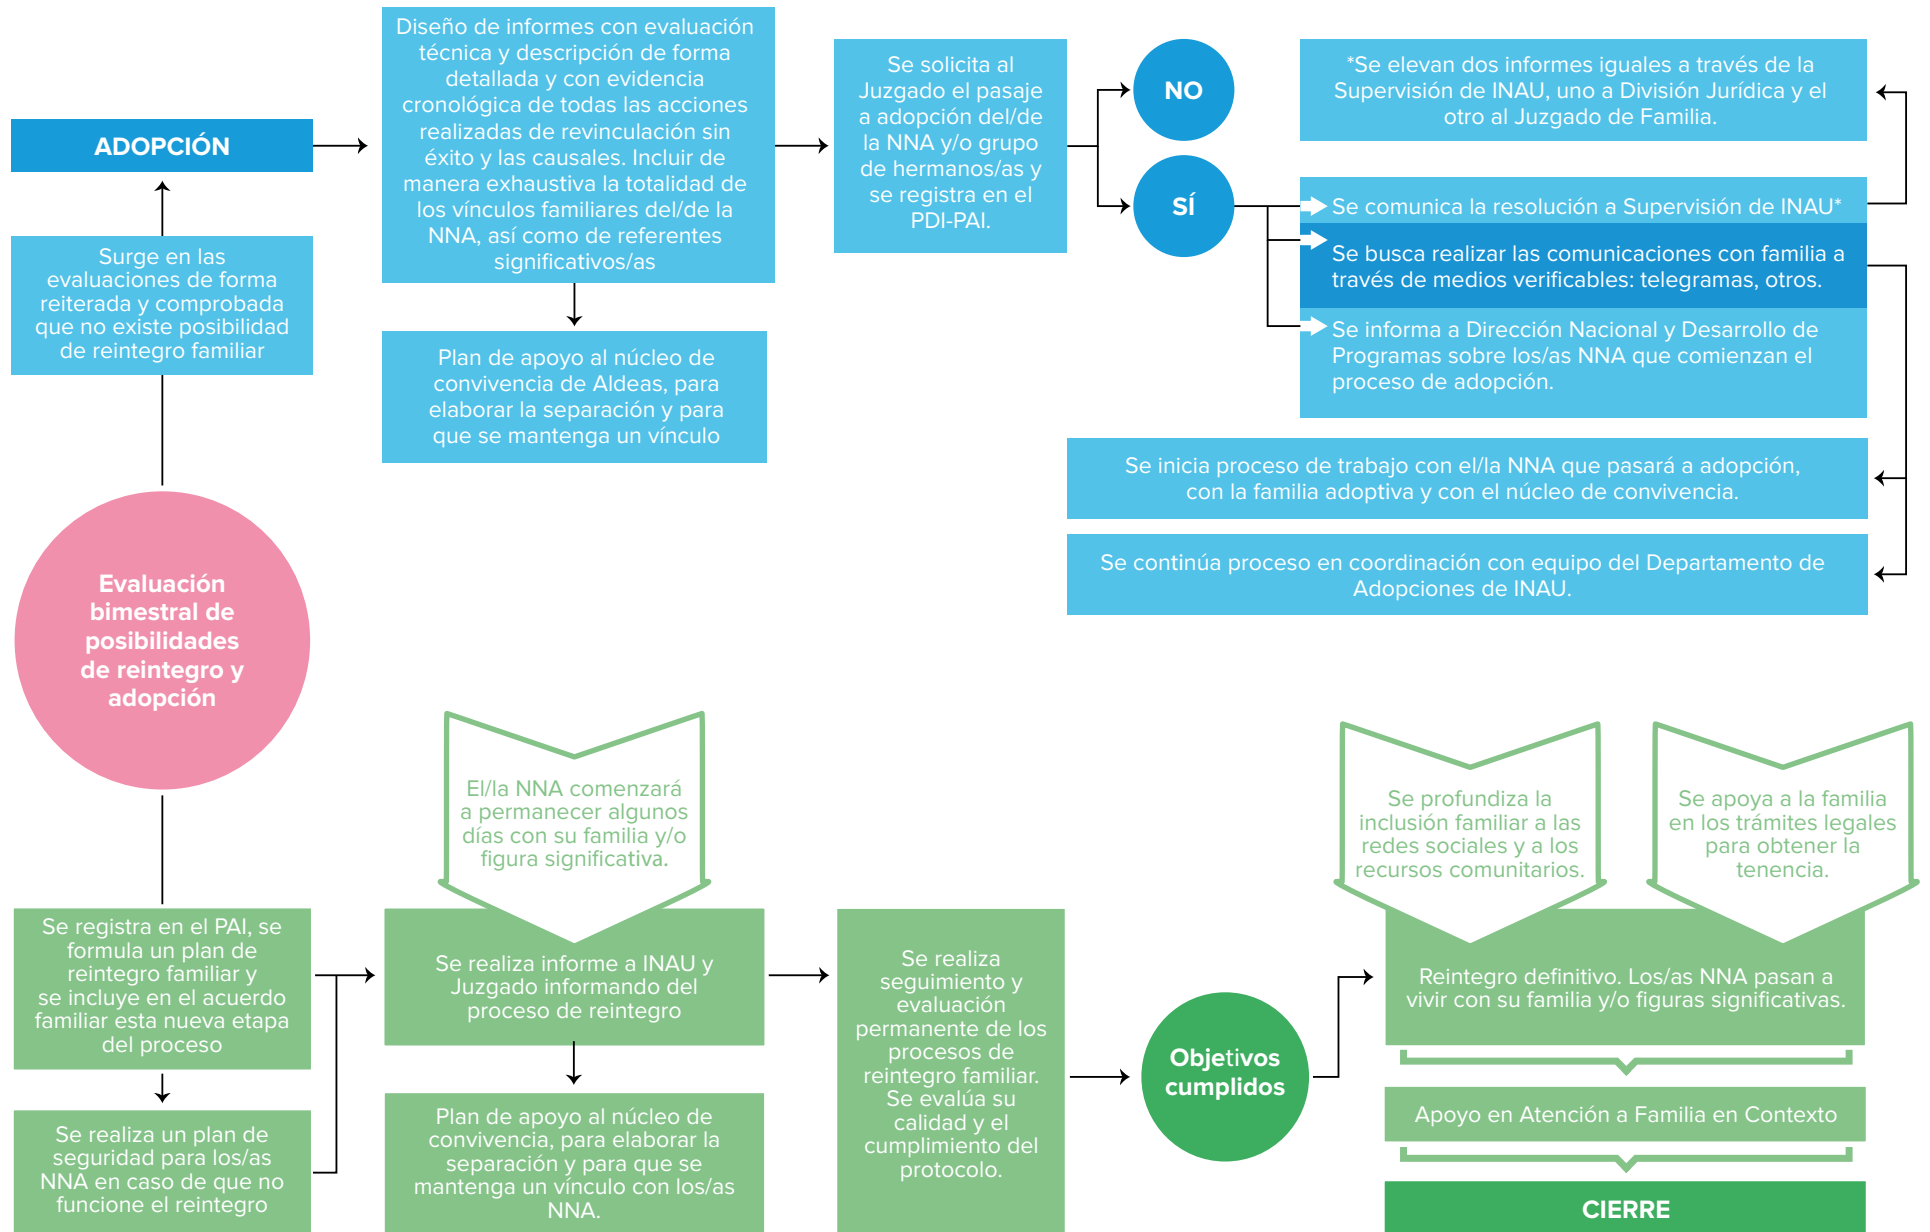 ADOPCIÓN
Surge en las
evaluaciones de forma
reiterada y comprobada
que no existe posibilidad
de reintegro familiar
Diseño de informes con evaluación
técnica y descripción de forma
detallada y con evidencia
cronológica de todas las acciones
realizadas de revinculación sin
éxito y las causales. Incluir de
manera exhaustiva la totalidad de
los vínculos familiares del/de la
NNA, así como de referentes
significativos/as
Plan de apoyo al núcleo de
convivencia de Aldeas, para
elaborar la separación y para
que se mantenga un vínculo
Se solicita al
Juzgado el pasaje
a adopción del/de
la NNA y/o grupo
de hermanos/as y
se registra en el
PDI-PAI.
NO
SÍ
*Se elevan dos informes iguales a través de la
Supervisión de INAU, uno a División Jurídica y el
otro al Juzgado de Familia.
Se comunica la resolución a Supervisión de INAU*
Se busca realizar las comunicaciones con familia a
través de medios verificables: telegramas, otros.
Se informa a Dirección Nacional y Desarrollo de
Programas sobre los/as NNA que comienzan el
proceso de adopción.
Se inicia proceso de trabajo con el/la NNA que pasará a adopción,
con la familia adoptiva y con el núcleo de convivencia.
Se continúa proceso en coordinación con equipo del Departamento de
Adopciones de INAU.
Evaluación
bimestral de
posibilidades
de reintegro y
adopción
Se registra en el PAI, se
formula un plan de
reintegro familiar y
se incluye en el acuerdo
familiar esta nueva etapa
del proceso
Se realiza un plan de
seguridad para los/as
NNA en caso de que no
funcione el reintegro
El/la NNA comenzará
a permanecer algunos
días con su familia y/o
figura significativa.
Se realiza informe a INAU y
Juzgado informando del
proceso de reintegro
Plan de apoyo al núcleo de
convivencia, para elaborar la
separación y para que se
mantenga un vínculo con los/as
NNA.
Se realiza
seguimiento y
evaluación
permanente de los
procesos de
reintegro familiar.
Se evalúa su
calidad y el
cumplimiento del
protocolo.
Objetivos
cumplidos
Se profundiza la
inclusión familiar a las
redes sociales y a los
recursos comunitarios.
Se apoya a la familia
en los trámites legales
para obtener la
tenencia.
Reintegro definitivo. Los/as NNA pasan a
vivir con su familia y/o figuras significativas.
Apoyo en Atención a Familia en Contexto
CIERRE